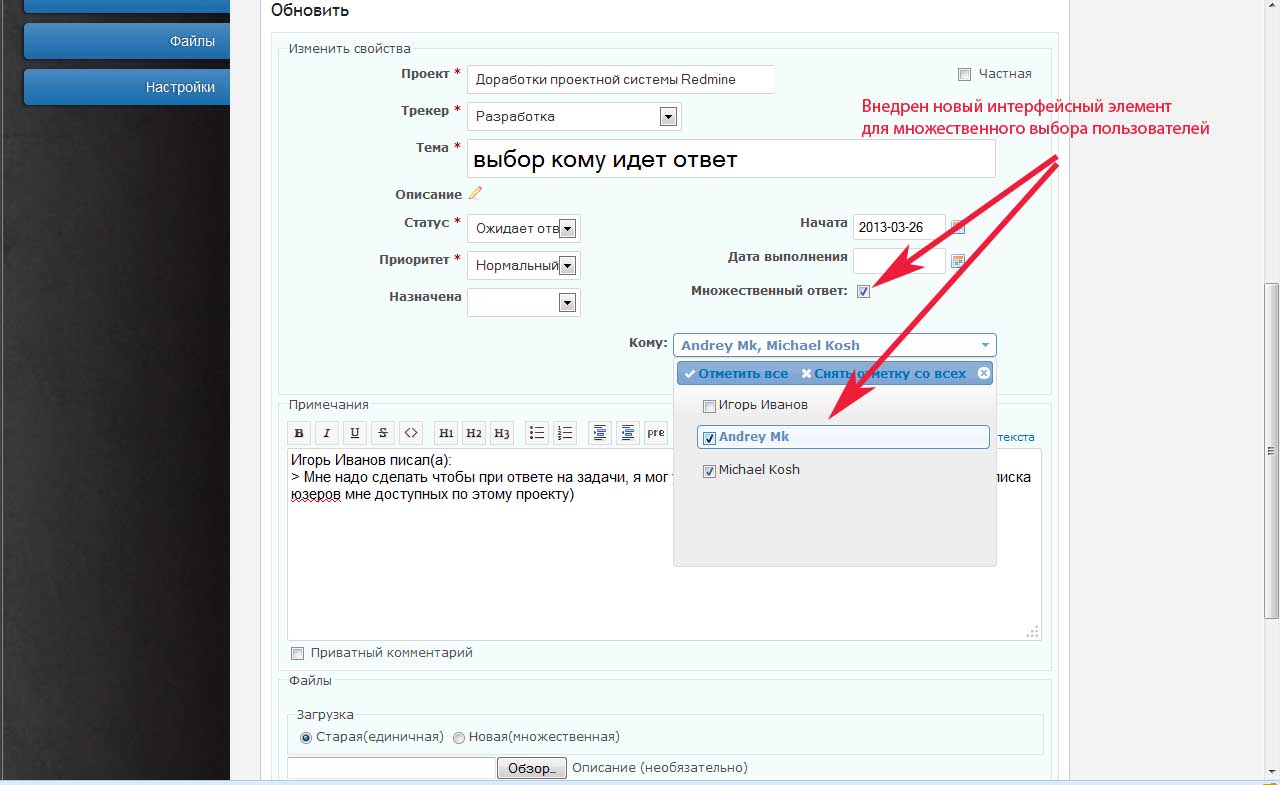 Обновить
Файлы
Настройки
Изменить свойства
Проект * Доработки проектной системы Redmine
Частная
Трекер * Разработка
Внедрен новый интерфейсный элемент
для множественного выбора пользователей
Тема * выбор кому идет ответ
Описание
Статус * Ожидает отв
Начата 2013-03-26
Приоритет * Нормальный
Дата выполнения
Назначена
Множественный ответ:
Кому: Andrey Mk, Michael Kosh
Отметить все Снять отметку со всех
Игорь Иванов
Andrey Mk
Michael Kosh
Примечания
B I U S <> H1 H2 H3 pre
текста
Игорь Иванов писал(а):
> Мне надо сделать чтобы при ответе на задачи, я мог
юзеров мне доступных по этому проекту)
Приватный комментарий
Файлы
Загрузка
Старая(единичная) Новая(множественная)
Обзор... Описание (необязательно)